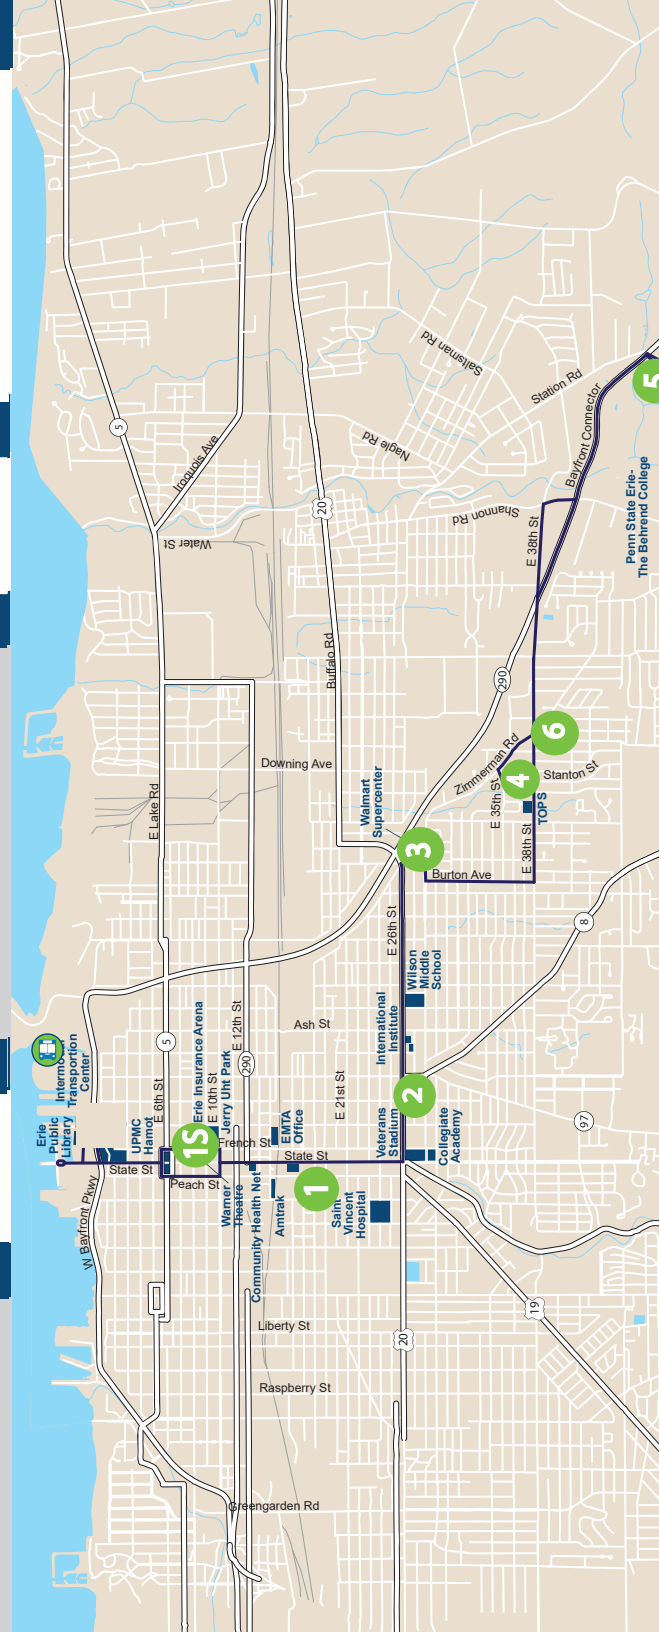 5
Iroquois Ave
Water St
20
Saltsman Rd
Nagle Rd
Shannon Rd
Station Rd
Bayfront Connector
5
Penn State Erie-
The Behrend College
E 38th St
Buffalo Rd
290
Downing Ave
E Lake Rd
Walmart
Supercenter
Zimmerman Rd
6
4
Stanton St
E 35th St
TOPS
E 38th St
3
Burton Ave
E 26th St
8
Wilson
Middle
School
International
Institute
Ash St
E 12th St
290
5
E 6th St
Erie Insurance Arena
E 10th St
Jerry Uht Park
E 21st St
Transportion
Center
Erie
Public
Library
UPMC
Hamot
1S
French St
EMTA
Office
State St
State St
Peach St
Veterans
Stadium
2
Collegiate
Academy
97
1
Warner
Theatre
Community Health Net
Amtrak
Saint
Vincent
Hospital
W Bayfront Pkwy
Liberty St
20
19
Raspberry St
Greengarden Rd